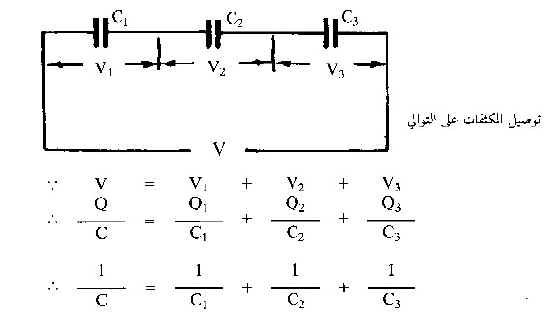 C₁ C₂ C₃
V₁ V₂ V₃
توصيل المكثفات على التوالي
V
∵ V = V₁ + V₂ + V₃
∴ Q/C = Q₁/C₁ + Q₂/C₂ + Q₃/C₃
∴ 1/C = 1/C₁ + 1/C₂ + 1/C₃